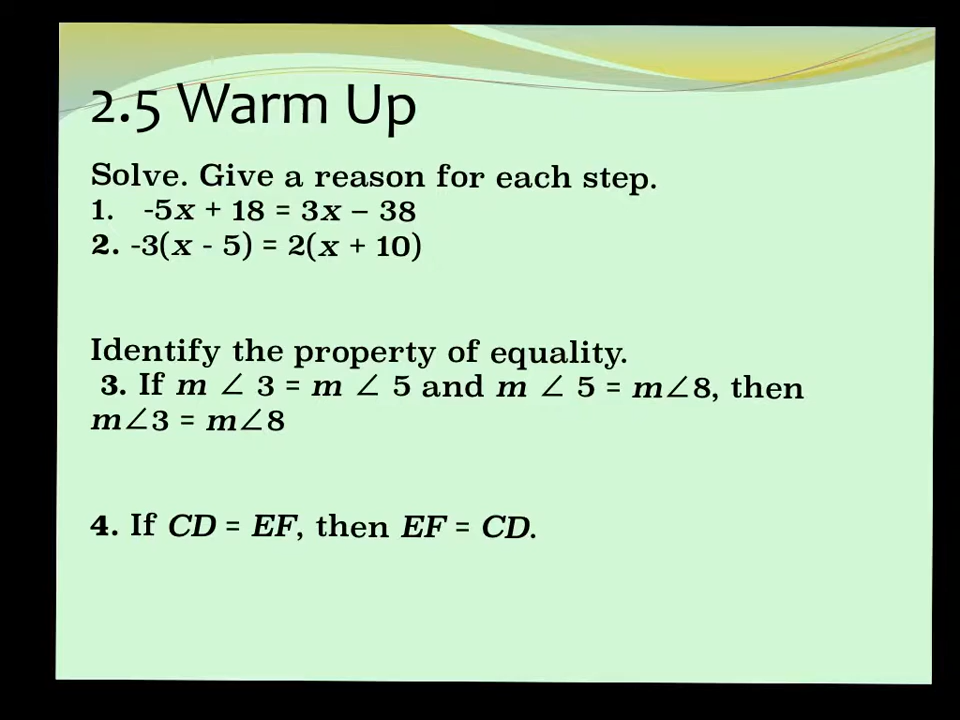 2.5 Warm Up
Solve. Give a reason for each step.
1. -5x + 18 = 3x – 38
2. -3(x - 5) = 2(x + 10)
Identify the property of equality.
3. If m ∠ 3 = m ∠ 5 and m ∠ 5 = m∠8, then
m∠3 = m∠8
4. If CD = EF, then EF = CD.